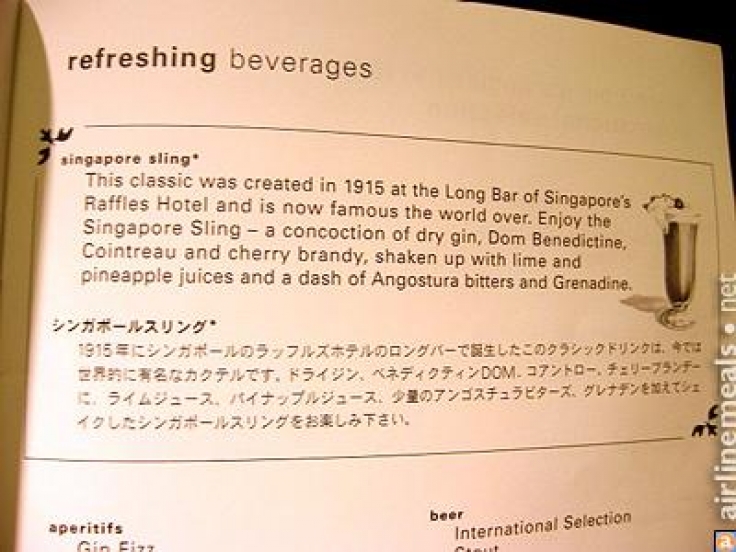 refreshing beverages
singapore sling*
This classic was created in 1915 at the Long Bar of Singapore's
Raffles Hotel and is now famous the world over. Enjoy the
Singapore Sling – a concoction of dry gin, Dom Benedictine,
Cointreau and cherry brandy, shaken up with lime and
pineapple juices and a dash of Angostura bitters and Grenadine.
シンガポールスリング*
1915年にシンガポールのラッフルズホテルのロングバーで誕生したこのクラシックドリンクは、今では
世界的に有名なカクテルです。ドライジン、ベネディクティンDOM、コアントロー、チェリーブランデー
に、ライムジュース、パイナップルジュース、少量のアンゴスチュラビターズ、グレナデンを加えてシェ
イクしたシンガポールスリングをお楽しみ下さい。
aperitifs
Gin Fizz
beer
International Selection
Stout
airlinemeals • net